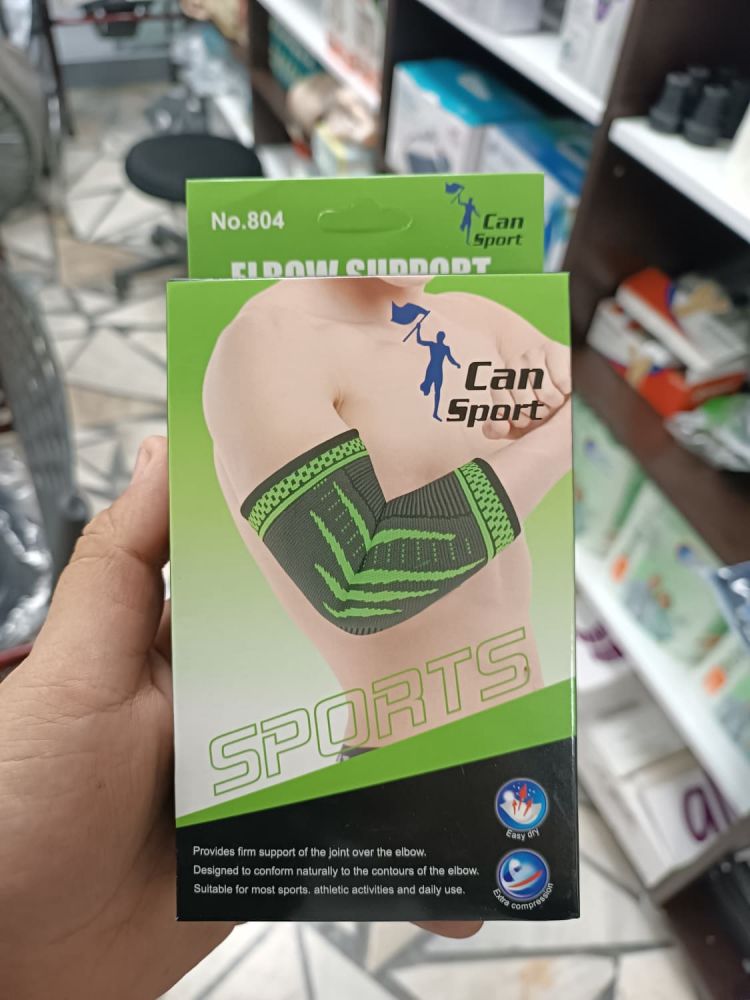 No.804
Can
Sport
ELBOW SUPPORT
Can
Sport
SPORTS
Easy dry
Provides firm support of the joint over the elbow.
Designed to conform naturally to the contours of the elbow.
Suitable for most sports. athletic activities and daily use.
Extra compression